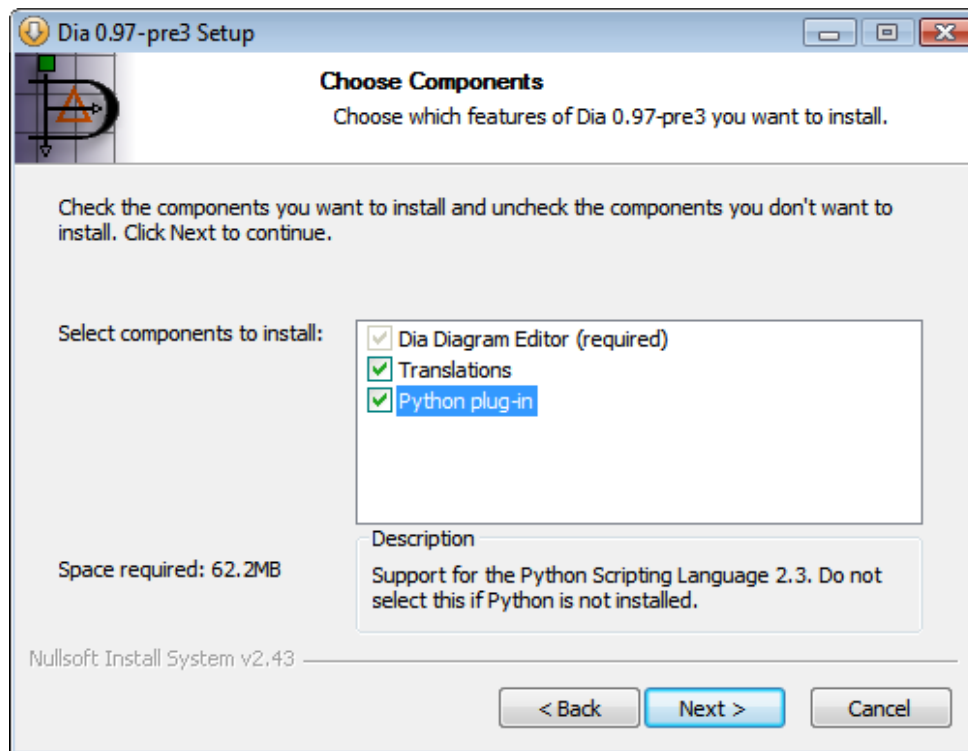 Dia 0.97-pre3 Setup
Choose Components
Choose which features of Dia 0.97-pre3 you want to install.
Check the components you want to install and uncheck the components you don't want to
install. Click Next to continue.
Select components to install:
Dia Diagram Editor (required)
Translations
Python plug-in
Space required: 62.2MB
Description
Support for the Python Scripting Language 2.3. Do not
select this if Python is not installed.
Nullsoft Install System v2.43
< Back
Next >
Cancel